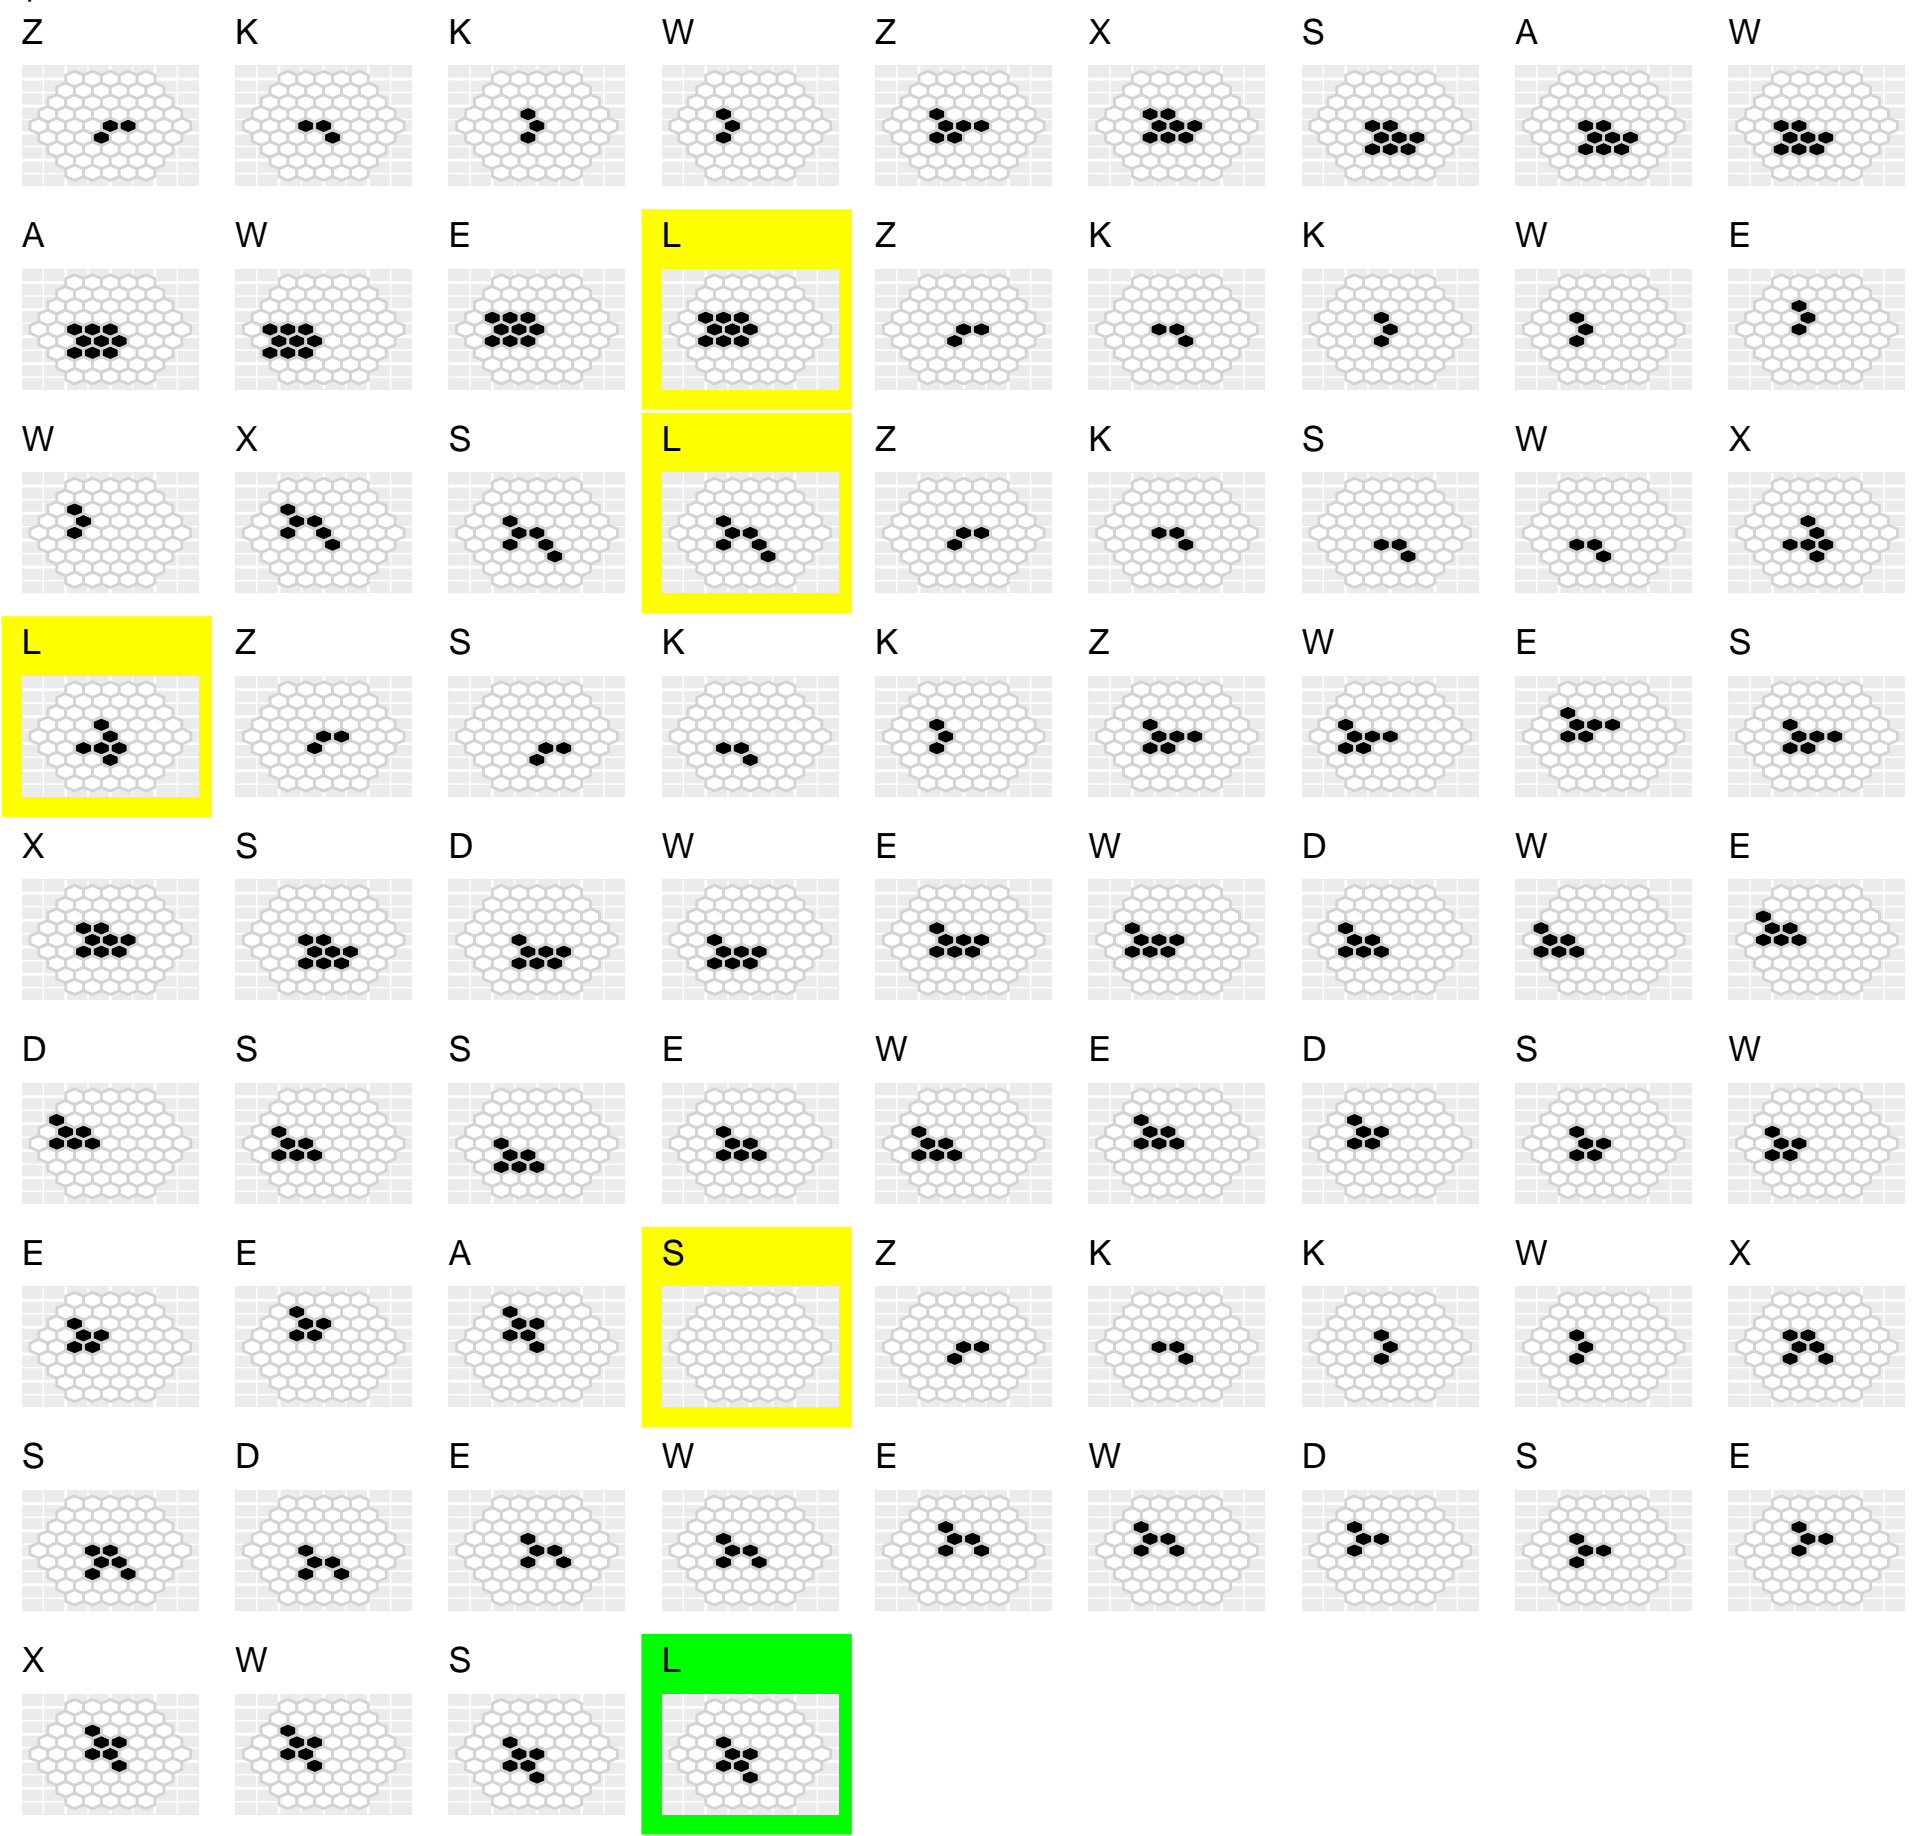 Z K K W Z X S A W
A W E L Z K K W E
W X S L Z K S W X
L Z S K K Z W E S
X S D W E W D W E
D S S E W E D S W
E E A S Z K K W X
S D E W E W D S E
X W S L